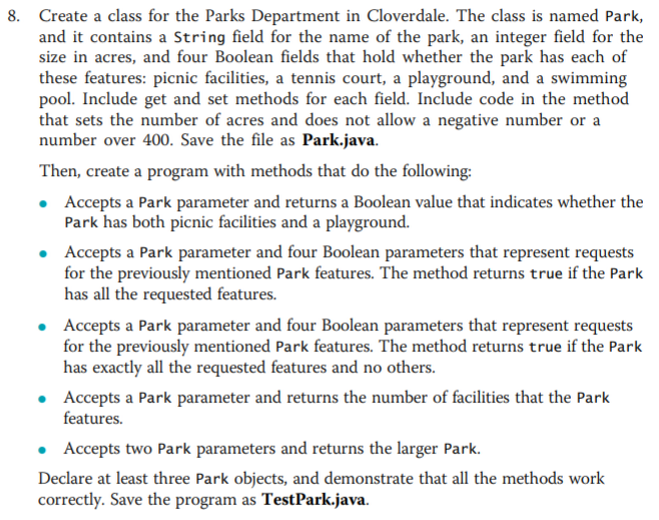 8. Create a class for the Parks Department in Cloverdale. The class is named Park,
and it contains a String field for the name of the park, an integer field for the
size in acres, and four Boolean fields that hold whether the park has each of
these features: picnic facilities, a tennis court, a playground, and a swimming
pool. Include get and set methods for each field. Include code in the method
that sets the number of acres and does not allow a negative number or a
number over 400. Save the file as Park.java.
Then, create a program with methods that do the following:
• Accepts a Park parameter and returns a Boolean value that indicates whether the
Park has both picnic facilities and a playground.
• Accepts a Park parameter and four Boolean parameters that represent requests
for the previously mentioned Park features. The method returns true if the Park
has all the requested features.
• Accepts a Park parameter and four Boolean parameters that represent requests
for the previously mentioned Park features. The method returns true if the Park
has exactly all the requested features and no others.
• Accepts a Park parameter and returns the number of facilities that the Park
features.
• Accepts two Park parameters and returns the larger Park.
Declare at least three Park objects, and demonstrate that all the methods work
correctly. Save the program as TestPark.java.